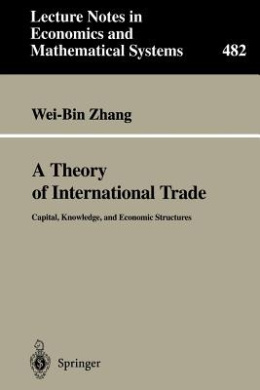 Lecture Notes in
Economics and
Mathematical Systems 482
Wei-Bin Zhang
A Theory
of International Trade
Capital, Knowledge, and Economic Structures
Springer